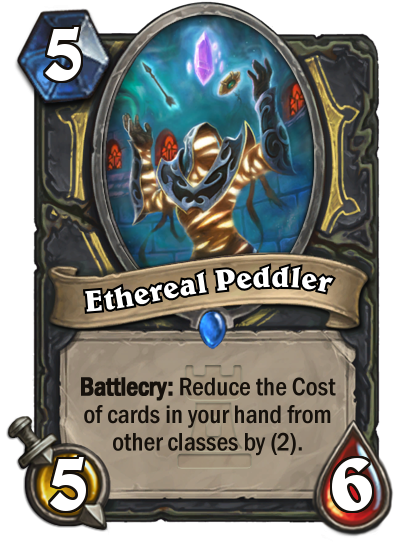 5
Ethereal Peddler
Battlecry: Reduce the Cost
of cards in your hand from
other classes by (2).
5
6